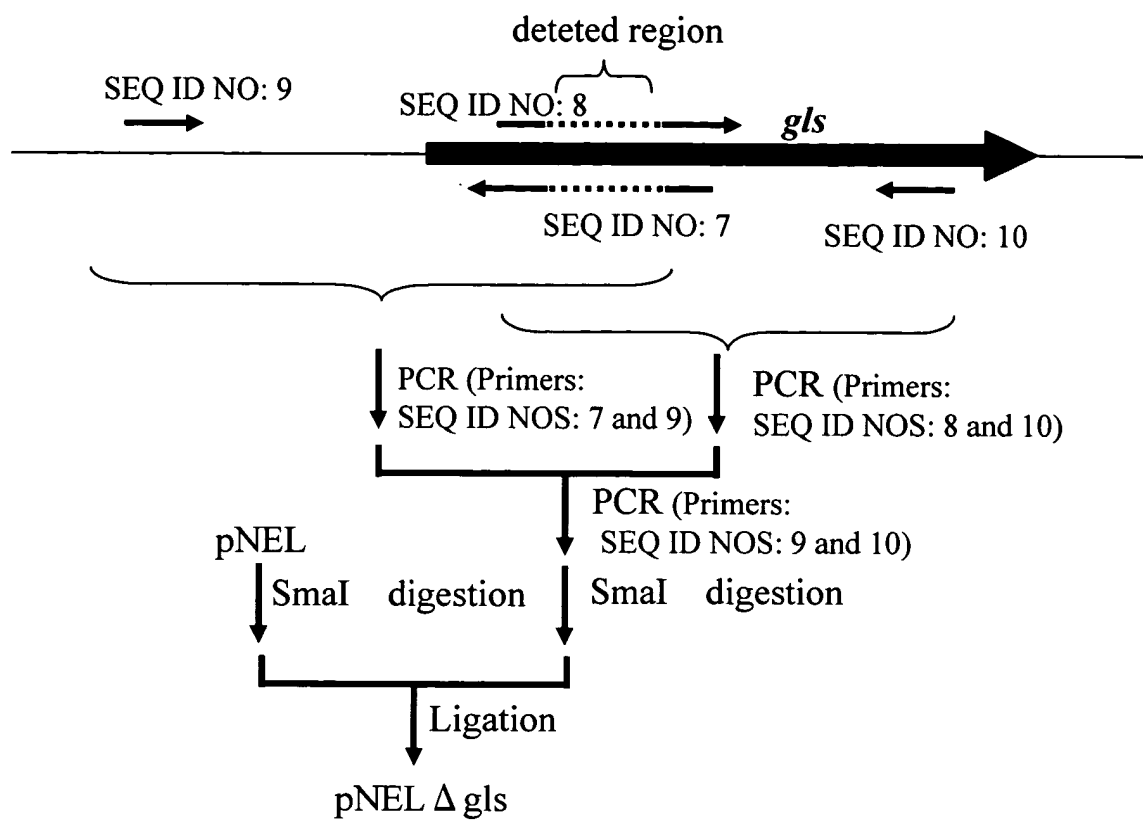 deteted region
SEQ ID NO: 9
SEQ ID NO: 8
gls
SEQ ID NO: 7
SEQ ID NO: 10
PCR (Primers:
SEQ ID NOS: 7 and 9)
PCR (Primers:
SEQ ID NOS: 8 and 10)
PCR (Primers:
SEQ ID NOS: 9 and 10)
pNEL
SmaI digestion
SmaI digestion
Ligation
pNEL Δ gls